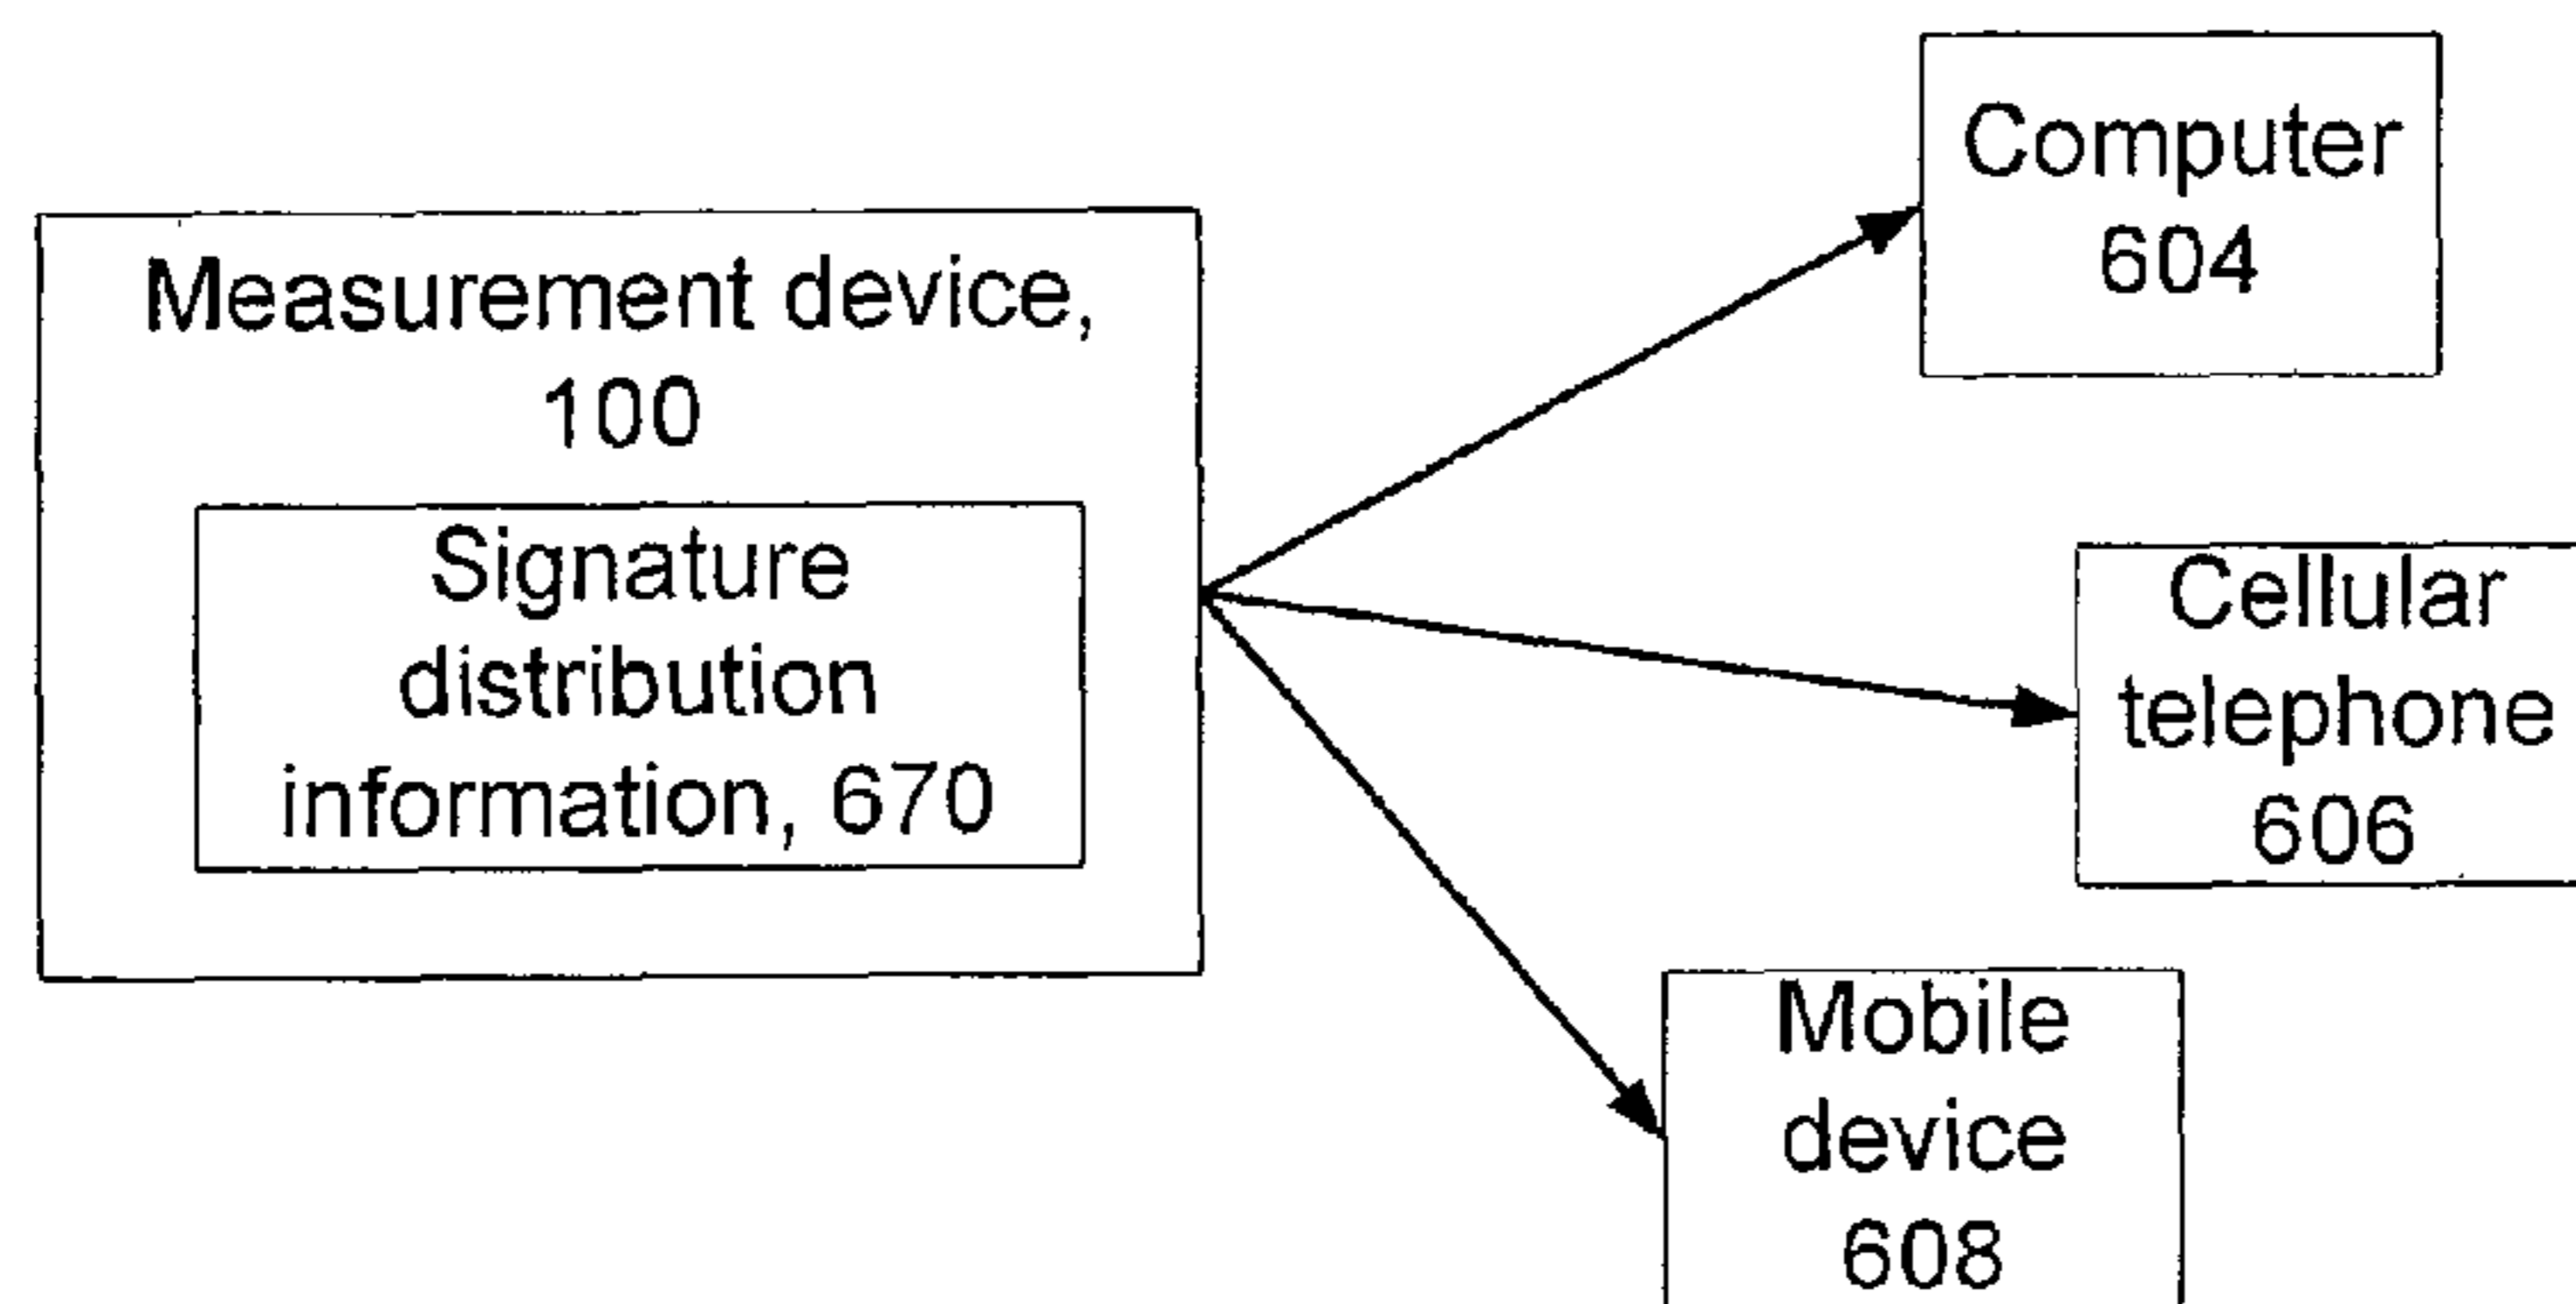 Measurement device,
100
Signature
distribution
information, 670
Computer
604
Cellular
telephone
606
Mobile
device
608